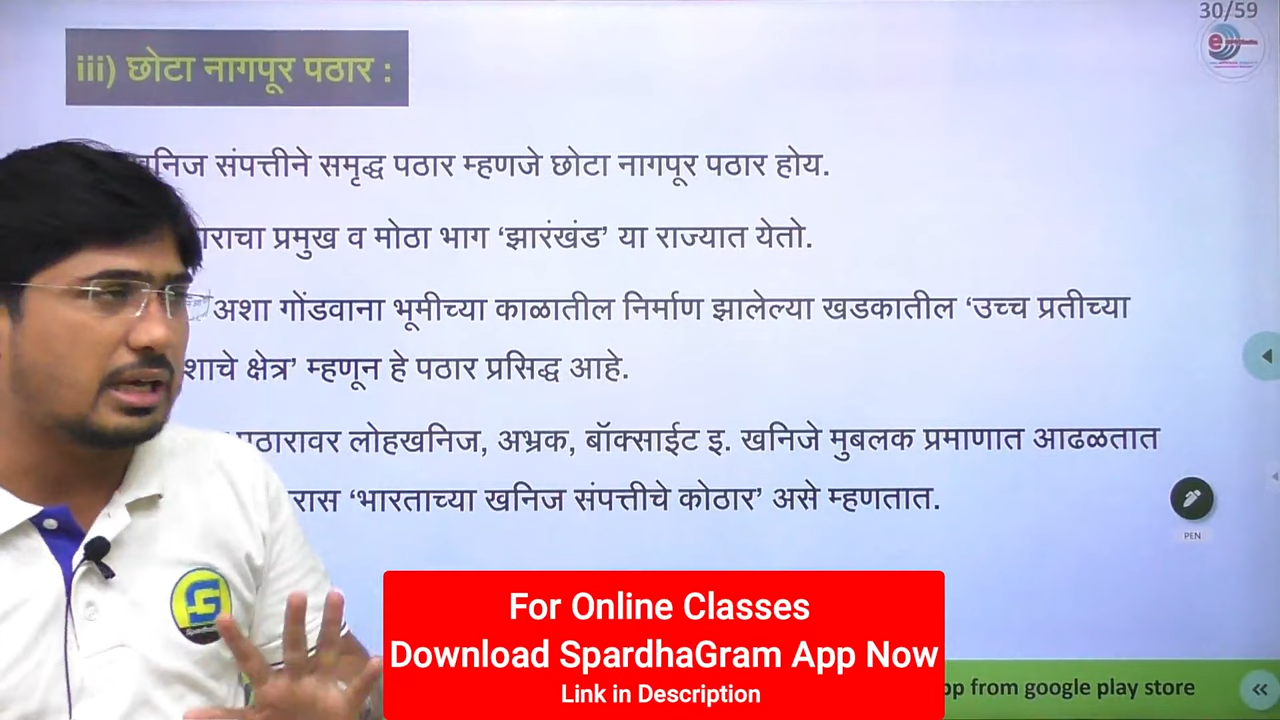 30/59
iii) छोटा नागपूर पठार :
खनिज संपत्तीने समृद्ध पठार म्हणजे छोटा नागपूर पठार होय.
प्रमुख व मोठा भाग ‘झारखंड’ या राज्यात येतो.
अशा गोंडवाना भूमीच्या काळातील निर्माण झालेल्या खडकातील ‘उच्च प्रतीच्या
क्षेत्र’ म्हणून हे पठार प्रसिद्ध आहे.
पठारावर लोहखनिज, अभ्रक, बॉक्साईट इ. खनिजे मुबलक प्रमाणात आढळतात
‘भारताच्या खनिज संपत्तीचे कोठार’ असे म्हणतात.
PEN
For Online Classes
Download SpardhaGram App Now
Link in Description
from google play store